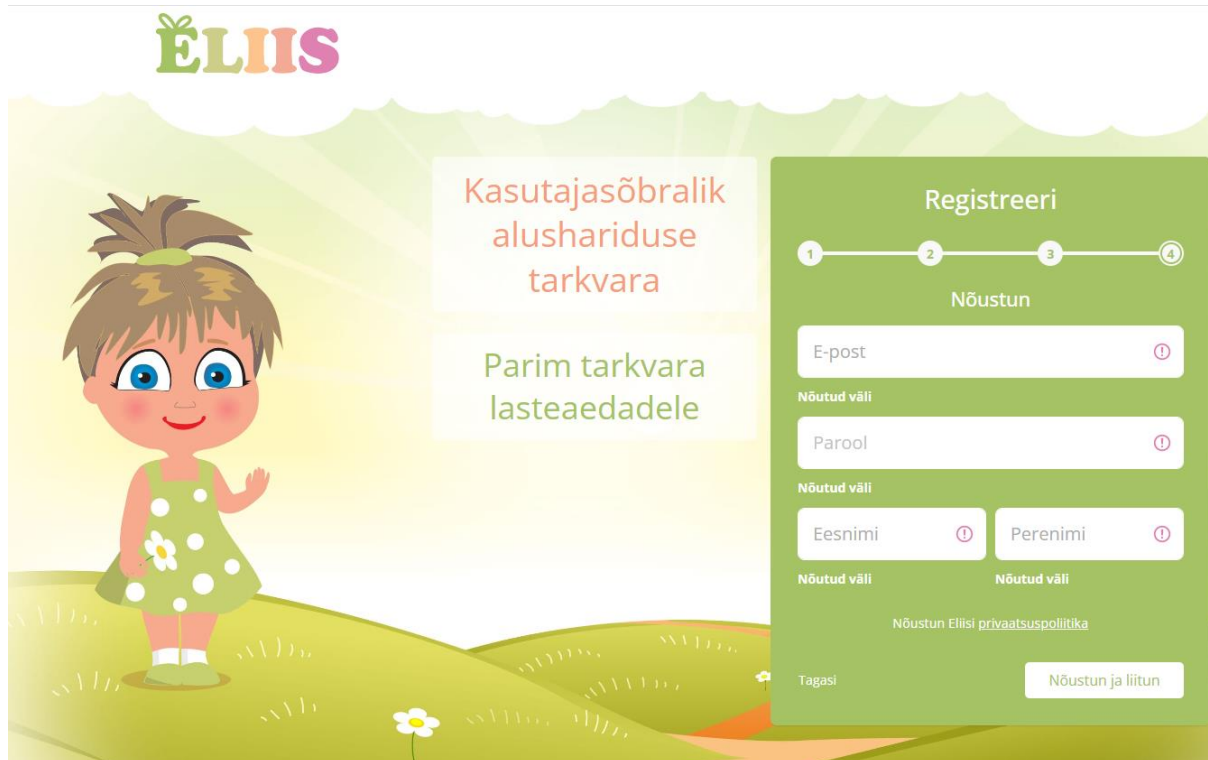 ELIIS
Kasutajasõbralik
alushariduse
tarkvara
Parim tarkvara
lasteaedadele
Registreeri
1 2 3 4
Nõustun
E-post
Nõutud väli
Parool
Nõutud väli
Eesnimi Perenimi
Nõutud väli Nõutud väli
Nõustun Eliisi privaatsuspoliitika
Tagasi Nõustun ja liitun